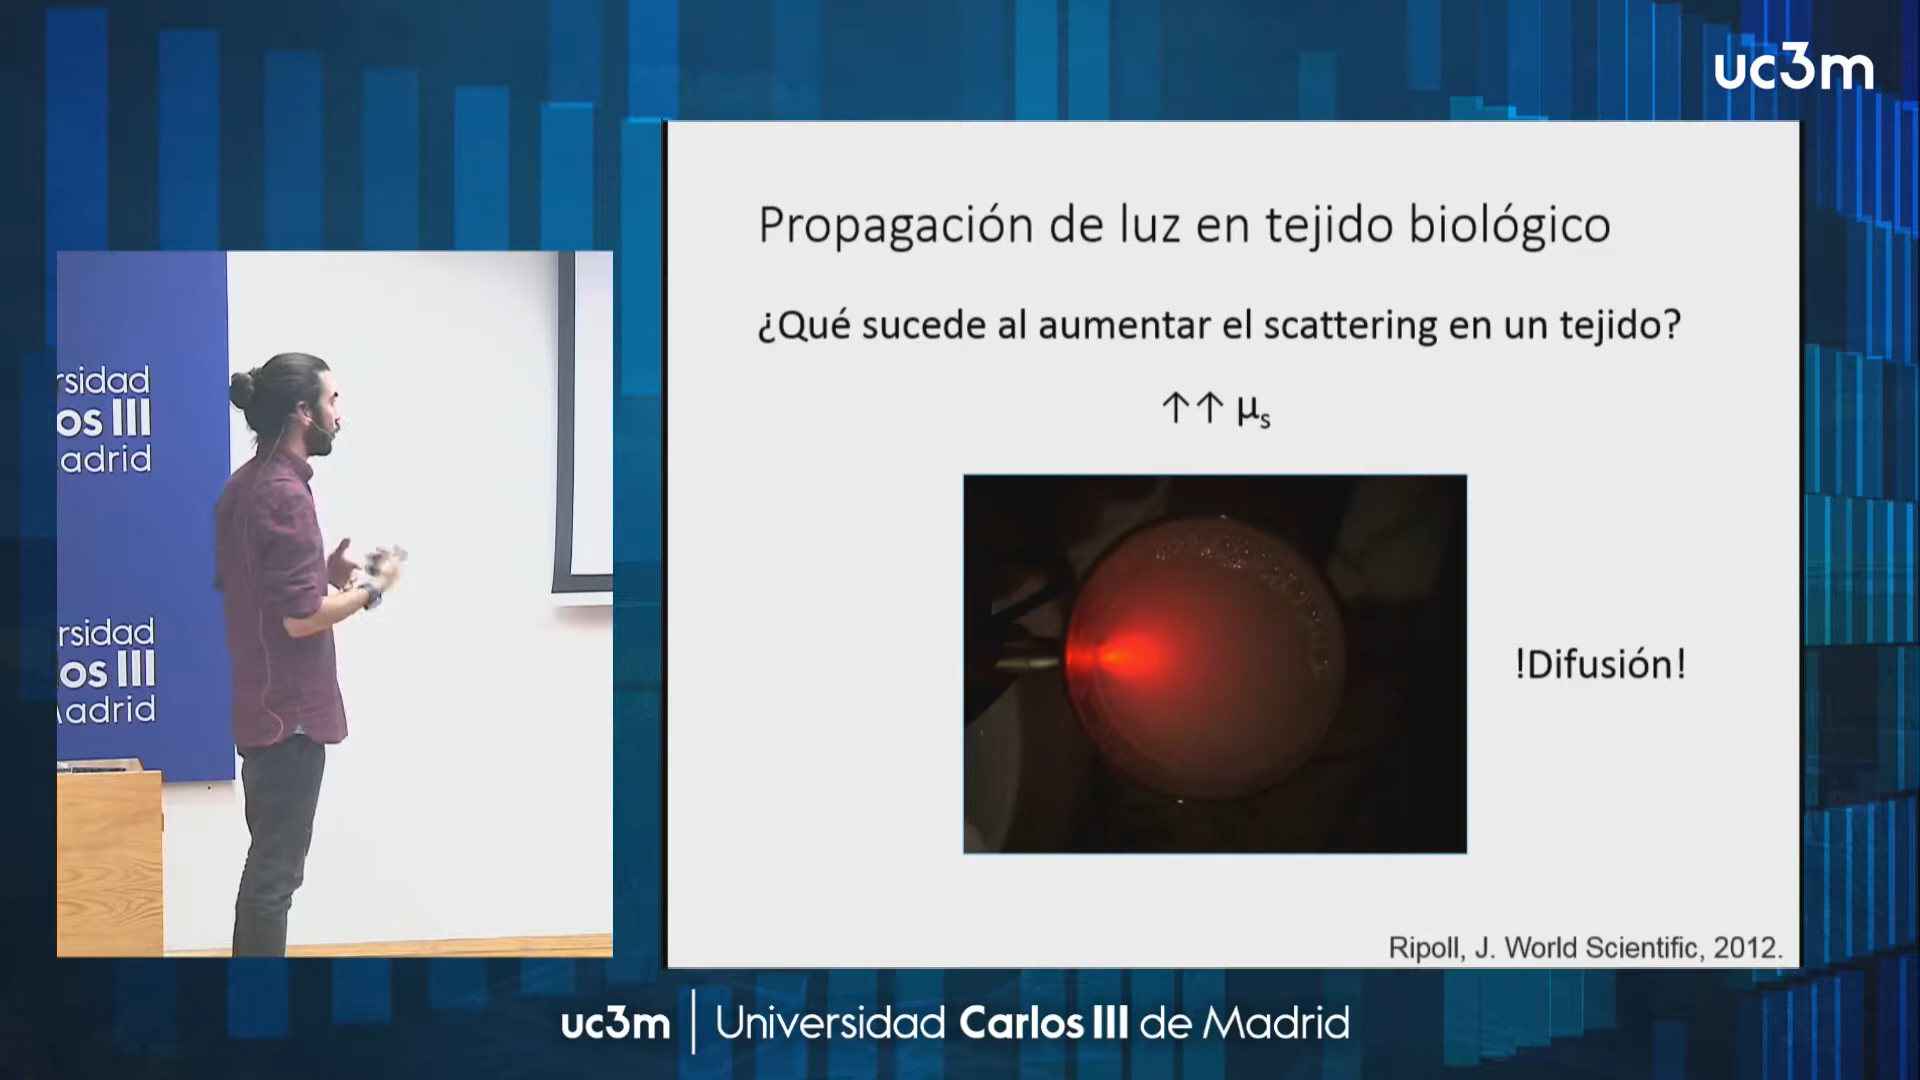 uc3m
Propagación de luz en tejido biológico
¿Qué sucede al aumentar el scattering en un tejido?
↑↑ μs
!Difusión!
Ripoll, J. World Scientific, 2012.
rsidad
os III
adrid
rsidad
os III
adrid
uc3m | Universidad Carlos III de Madrid